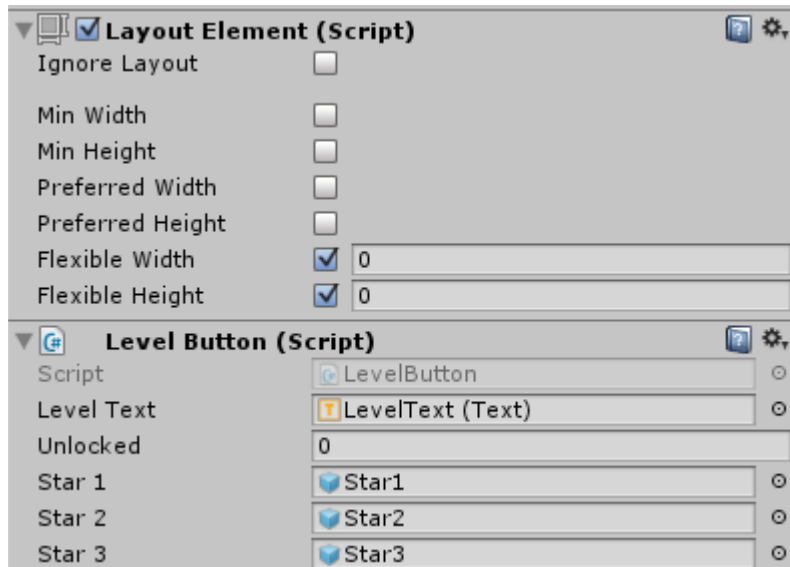 Layout Element (Script)
Ignore Layout
Min Width
Min Height
Preferred Width
Preferred Height
Flexible Width 0
Flexible Height 0
Level Button (Script)
Script LevelButton
Level Text LevelText (Text)
Unlocked 0
Star 1 Star1
Star 2 Star2
Star 3 Star3